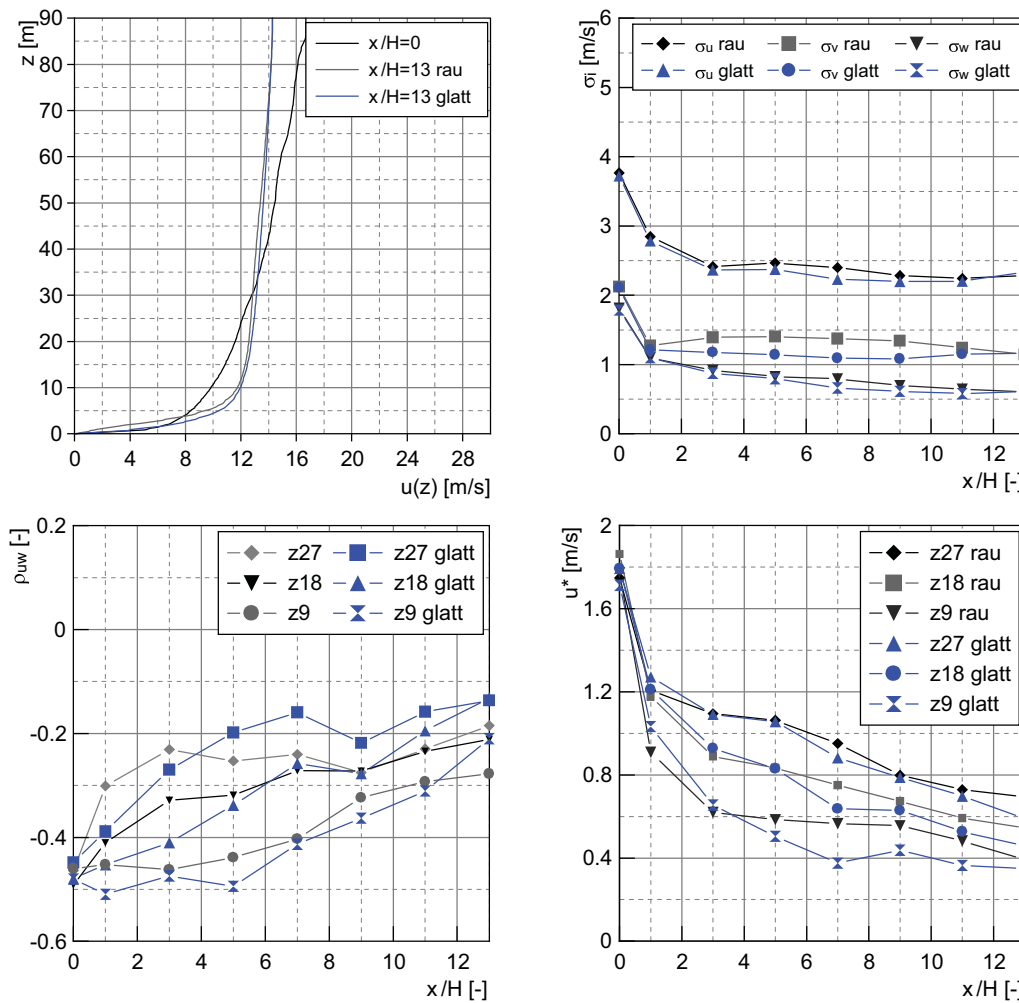 z [m]
90
80
70
60
50
40
30
20
10
0
x/H=0
x/H=13 rau
x/H=13 glatt
0 4 8 12 16 20 24 28
u(z) [m/s]
σi [m/s]
6
5
4
3
2
1
0
σu rau σv rau σw rau
σu glatt σv glatt σw glatt
0 2 4 6 8 10 12
x/H [-]
ρuw [-]
0.2
0
-0.2
-0.4
-0.6
z27 z27 glatt
z18 z18 glatt
z9 z9 glatt
0 2 4 6 8 10 12
x/H [-]
u* [m/s]
2
1.6
1.2
0.8
0.4
0
z27 rau
z18 rau
z9 rau
z27 glatt
z18 glatt
z9 glatt
0 2 4 6 8 10 12
x/H [-]